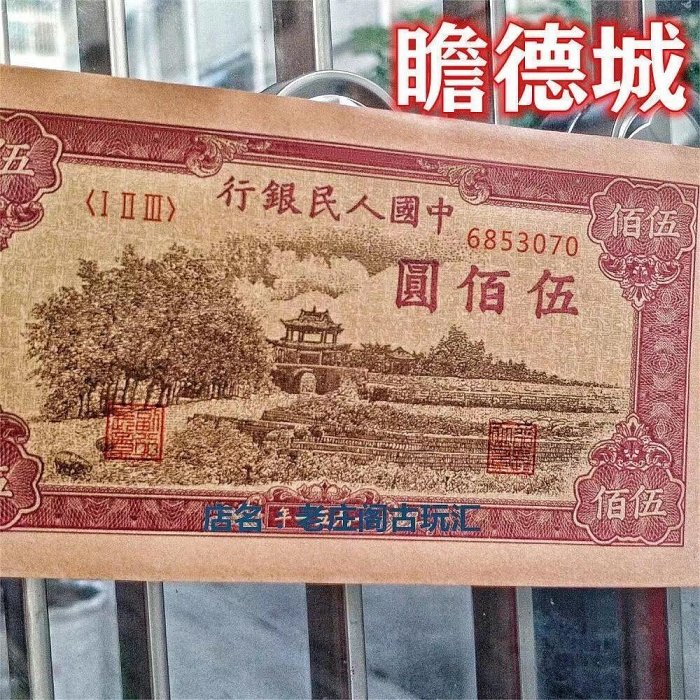 瞻德城
伍
〈I II III〉
行銀民人國中
6853070
佰伍
圓佰伍
店名：老庄阁古玩汇
佰伍